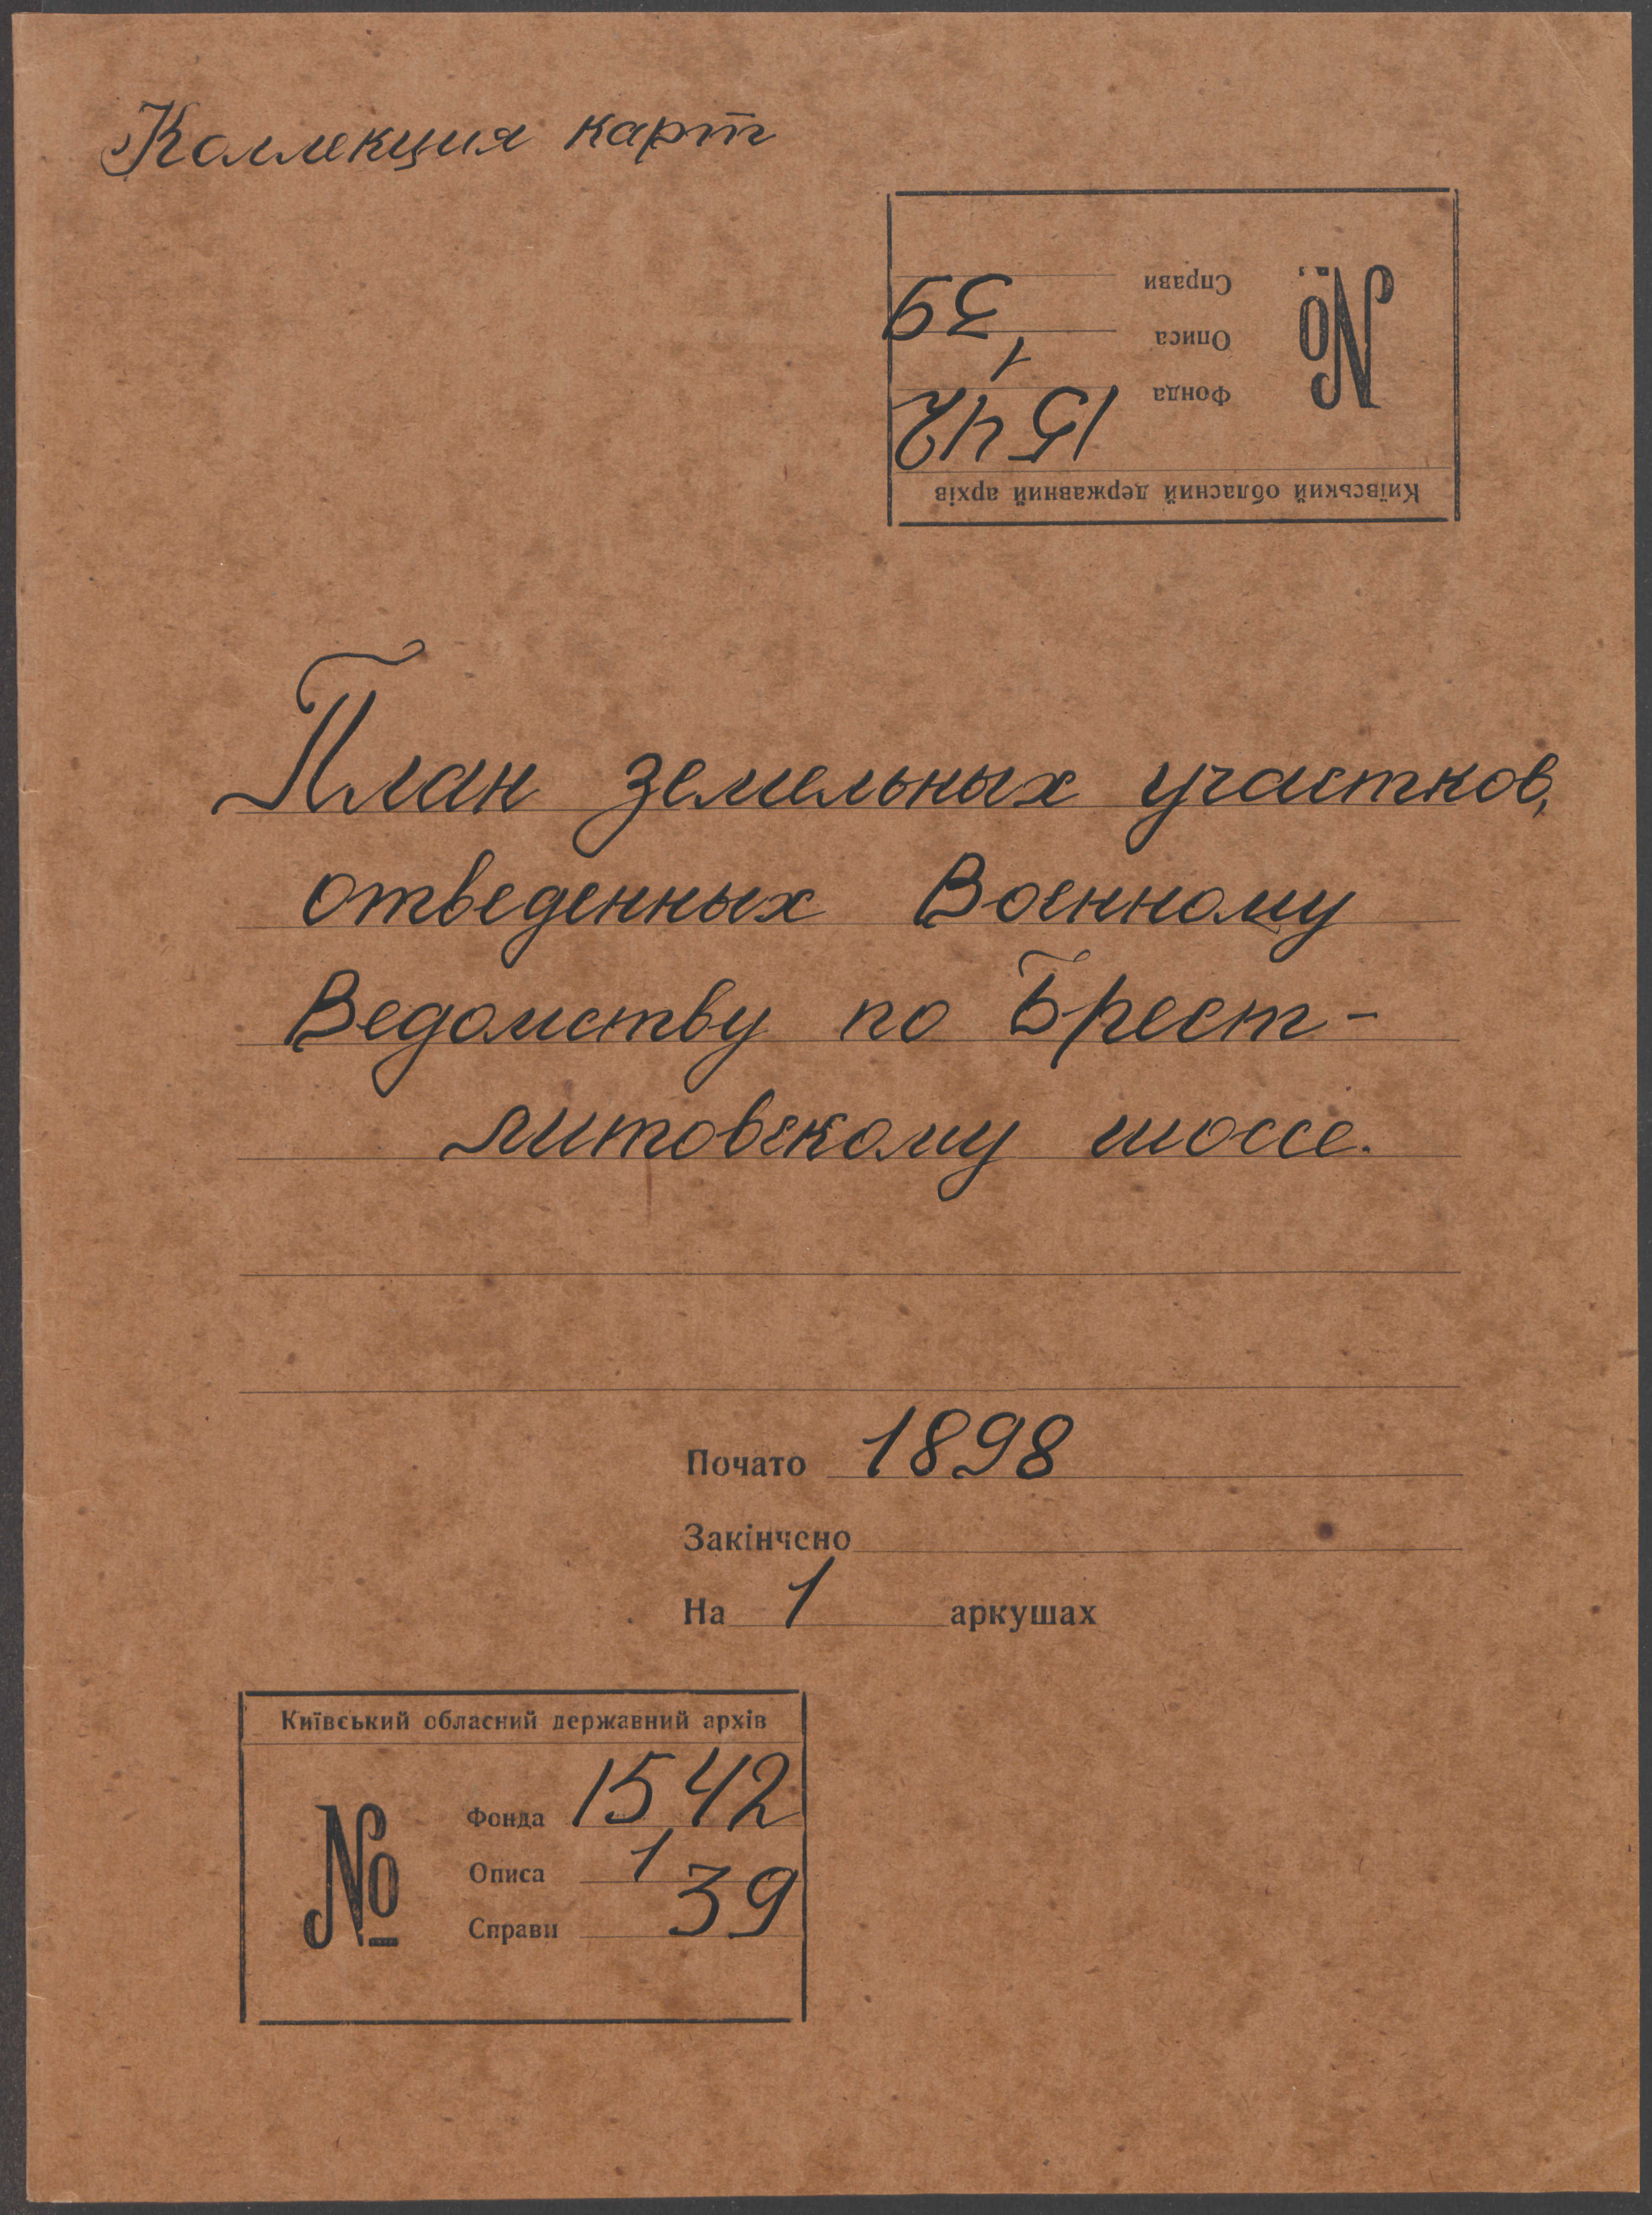 Коллекция карт
Київський обласний державний архів
№
Фонда 1542
Описа 1
Справи 39
План земельных участков,
отведенных Военному
Ведомству по Брест-
литовскому шоссе.
Почато 1898
Закінчено
На 1 аркушах
Київський обласний державний архів
№
Фонда 1542
Описа 1
Справи 39